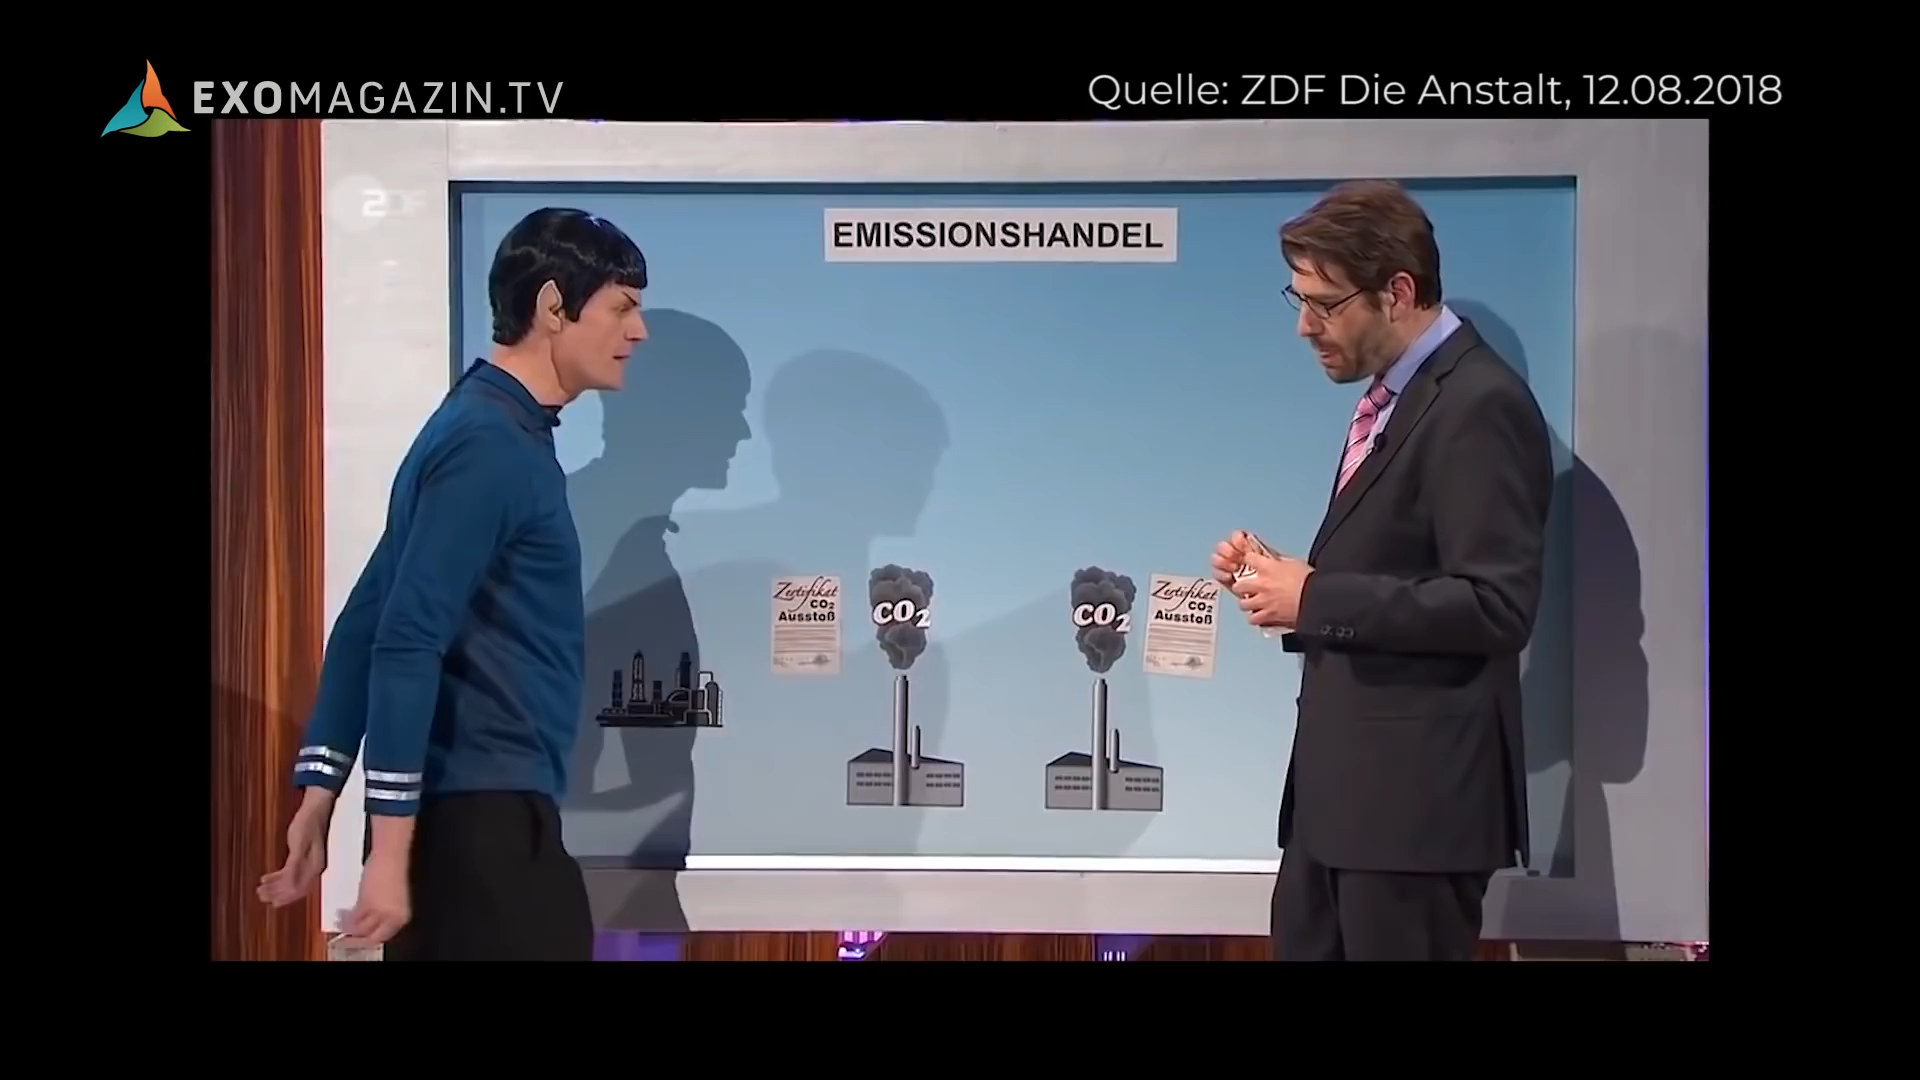 EXOMAGAZIN.TV
Quelle: ZDF Die Anstalt, 12.08.2018
ZDF
EMISSIONSHANDEL
Zertifikat
CO₂
Ausstoß
CO₂
CO₂
Zertifikat
CO₂
Ausstoß